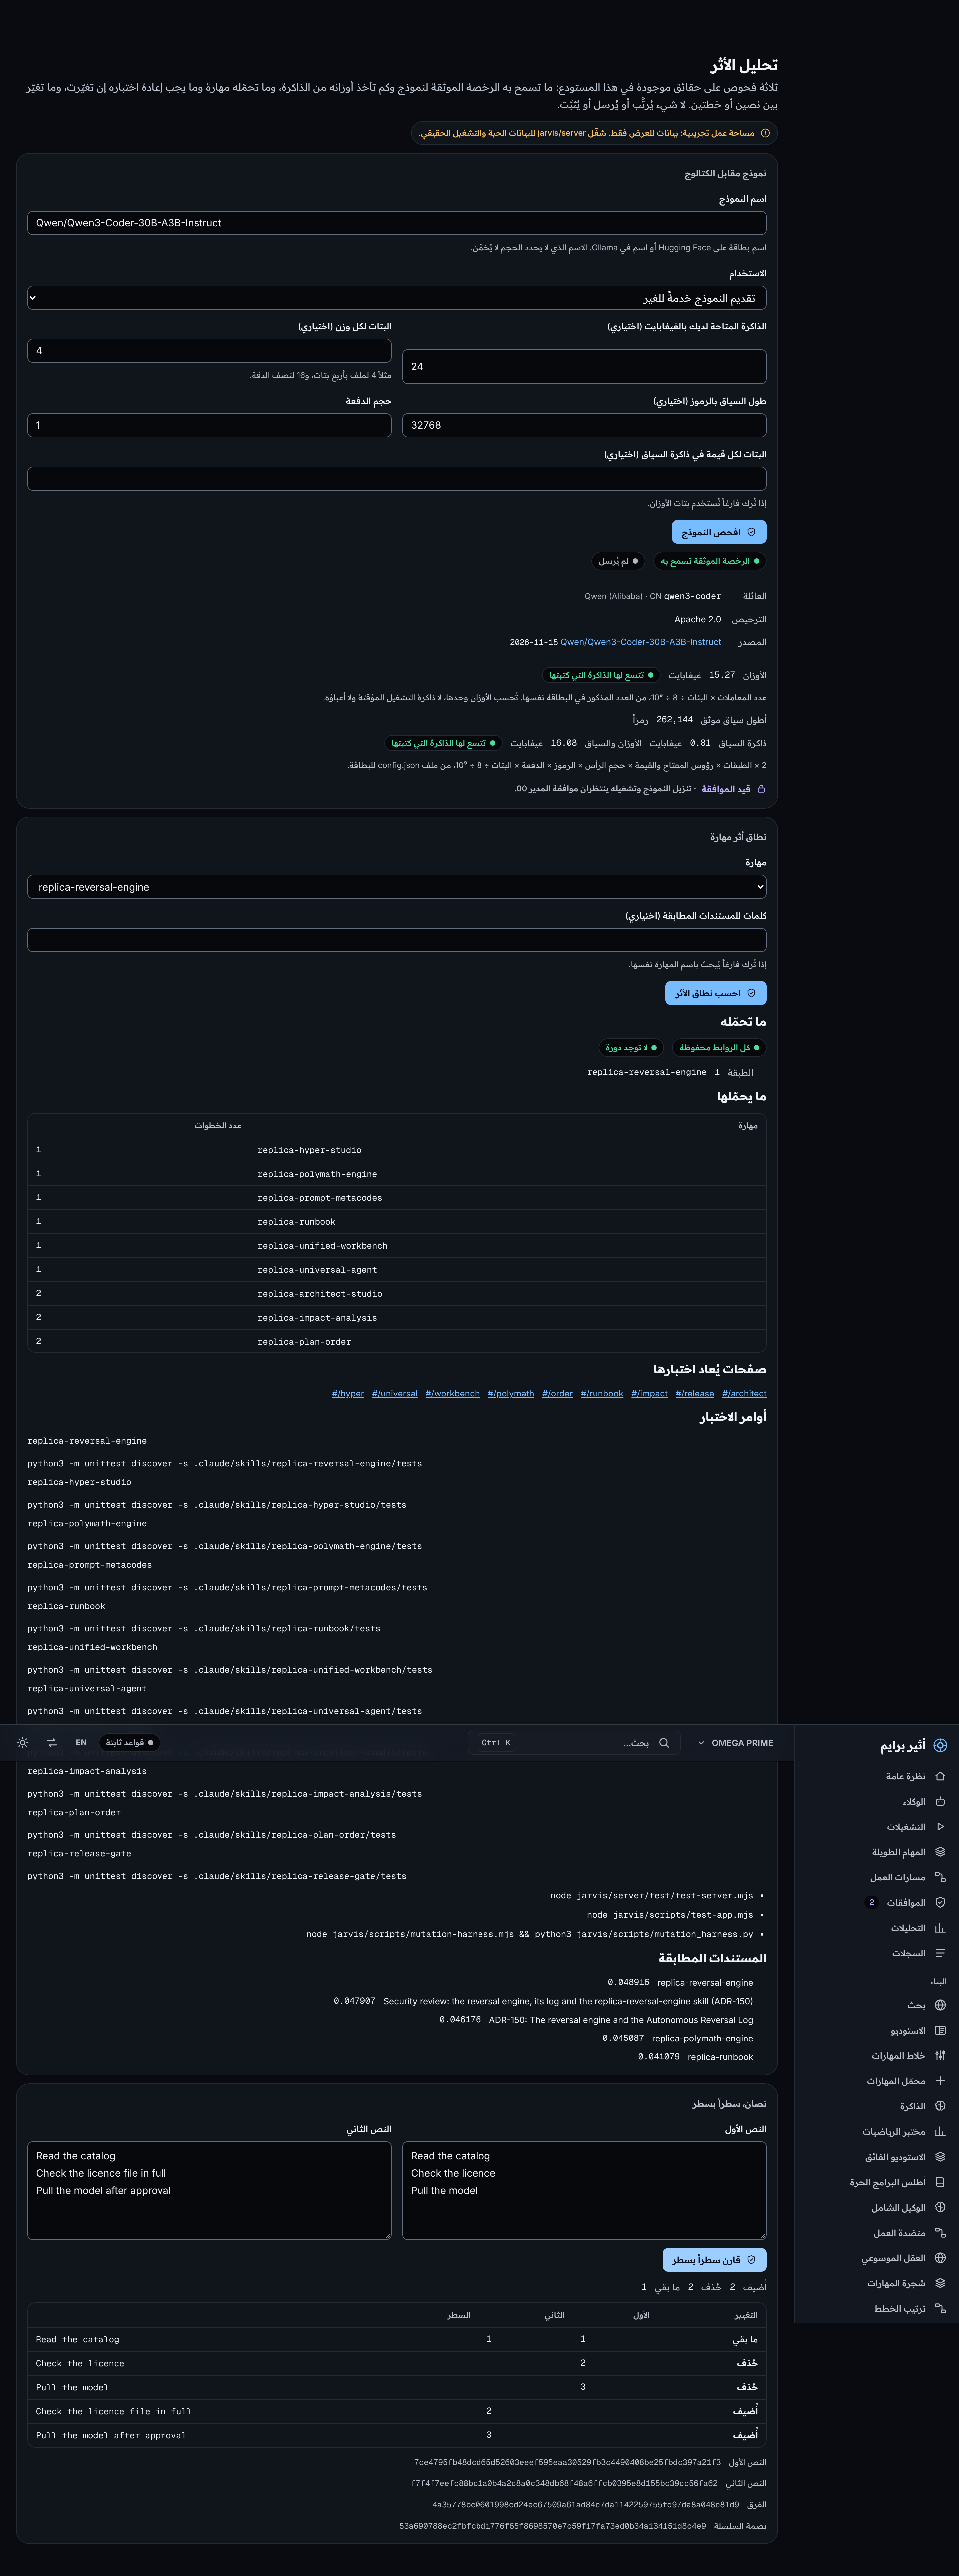 تحليل الأثر
ثلاثة فحوص على حقائق موجودة في هذا المستودع: ما تسمح به الرخصة الموثقة لنموذج وكم تأخذ أوزانه من الذاكرة، وما تحمّله مهارة وما يجب إعادة اختباره إن تغيّرت، وما تغيّر
بين نصين أو خطتين. لا شيء يُرتَّب أو يُرسل أو يُثبَّت.
مساحة عمل تجريبية: بيانات للعرض فقط. شغّل jarvis/server للبيانات الحية والتشغيل الحقيقي.
نموذج مقابل الكتالوج
اسم النموذج
Qwen/Qwen3-Coder-30B-A3B-Instruct
اسم بطاقة على Hugging Face أو اسم في Ollama. الاسم الذي لا يحدد الحجم لا يُخمَّن.
الاستخدام
تقديم النموذج خدمةً للغير
الذاكرة المتاحة لديك بالغيغابايت (اختياري)
24
البتات لكل وزن (اختياري)
4
مثلاً 4 لملف بأربع بتات، و16 لنصف الدقة.
طول السياق بالرموز (اختياري)
32768
حجم الدفعة
1
البتات لكل قيمة في ذاكرة السياق (اختياري)
إذا تُرك فارغاً تُستخدم بتات الأوزان.
افحص النموذج
الرخصة الموثقة تسمح به
لم يُرسل
العائلة qwen3-coder Qwen (Alibaba) · CN
الترخيص Apache 2.0
المصدر Qwen/Qwen3-Coder-30B-A3B-Instruct 2026-11-15
الأوزان 15.27 غيغابايت تتسع لها الذاكرة التي كتبتها
عدد المعاملات × البتات ÷ 8 ÷ 10⁹، من العدد المذكور في البطاقة نفسها. تُحسب الأوزان وحدها، لا ذاكرة التشغيل المؤقتة ولا أعباؤه.
أطول سياق موثق 262,144 رمزاً
ذاكرة السياق 0.81 غيغابايت الأوزان والسياق 16.08 غيغابايت تتسع لها الذاكرة التي كتبتها
2 × الطبقات × رؤوس المفتاح والقيمة × حجم الرأس × الرموز × الدفعة × البتات ÷ 8 ÷ 10⁹، من ملف config.json للبطاقة.
قيد الموافقة · تنزيل النموذج وتشغيله ينتظران موافقة المدير 00.
نطاق أثر مهارة
مهارة
replica-reversal-engine
كلمات للمستندات المطابقة (اختياري)
إذا تُرك فارغاً يُبحث باسم المهارة نفسها.
احسب نطاق الأثر
ما تحمّله
كل الروابط محفوظة
لا توجد دورة
الطبقة 1 replica-reversal-engine
ما يحمّلها
مهارة عدد الخطوات
replica-hyper-studio 1
replica-polymath-engine 1
replica-prompt-metacodes 1
replica-runbook 1
replica-unified-workbench 1
replica-universal-agent 1
replica-architect-studio 2
replica-impact-analysis 2
replica-plan-order 2
صفحات يُعاد اختبارها
#/architect #/release #/impact #/runbook #/order #/polymath #/workbench #/universal #/hyper
أوامر الاختبار
replica-reversal-engine
python3 -m unittest discover -s .claude/skills/replica-reversal-engine/tests
replica-hyper-studio
python3 -m unittest discover -s .claude/skills/replica-hyper-studio/tests
replica-polymath-engine
python3 -m unittest discover -s .claude/skills/replica-polymath-engine/tests
replica-prompt-metacodes
python3 -m unittest discover -s .claude/skills/replica-prompt-metacodes/tests
replica-runbook
python3 -m unittest discover -s .claude/skills/replica-runbook/tests
replica-unified-workbench
python3 -m unittest discover -s .claude/skills/replica-unified-workbench/tests
replica-universal-agent
python3 -m unittest discover -s .claude/skills/replica-universal-agent/tests
أثير برايم
OMEGA PRIME
بحث... Ctrl K
قواعد ثابتة
EN
replica-impact-analysis
python3 -m unittest discover -s .claude/skills/replica-impact-analysis/tests
replica-plan-order
python3 -m unittest discover -s .claude/skills/replica-plan-order/tests
replica-release-gate
python3 -m unittest discover -s .claude/skills/replica-release-gate/tests
node jarvis/server/test/test-server.mjs
node jarvis/scripts/test-app.mjs
node jarvis/scripts/mutation-harness.mjs && python3 jarvis/scripts/mutation_harness.py
المستندات المطابقة
replica-reversal-engine 0.048916
Security review: the reversal engine, its log and the replica-reversal-engine skill (ADR-150) 0.047907
ADR-150: The reversal engine and the Autonomous Reversal Log 0.046176
replica-polymath-engine 0.045087
replica-runbook 0.041079
نظرة عامة
الوكلاء
التشغيلات
المهام الطويلة
مسارات العمل
الموافقات 2
التحليلات
السجلات
البناء
بحث
الاستوديو
خلاط المهارات
محمّل المهارات
الذاكرة
مختبر الرياضيات
الاستوديو الفائق
أطلس البرامج الحرة
الوكيل الشامل
منضدة العمل
العقل الموسوعي
شجرة المهارات
ترتيب الخطط
نصان، سطراً بسطر
النص الأول
Read the catalog
Check the licence
Pull the model
النص الثاني
Read the catalog
Check the licence file in full
Pull the model after approval
قارن سطراً بسطر
أُضيف 2 حُذف 2 ما بقي 1
التغيير الأول الثاني السطر
ما بقي 1 1 Read the catalog
حُذف 2 Check the licence
حُذف 3 Pull the model
أُضيف 2 Check the licence file in full
أُضيف 3 Pull the model after approval
النص الأول 7ce4795fb48dcd65d52603eeef595eaa30529fb3c4490408be25fbdc397a21f3
النص الثاني f7f4f7eefc88bc1a0b4a2c8a0c348db68f48a6ffcb0395e8d155bc39cc56fa62
الفرق 4a35778bc0601998cd24ec67509a61ad84c7da1142259755fd97da8a048c81d9
بصمة السلسلة 53a690788ec2fbfcbd1776f65f8698570e7c59f17fa73ed0b34a134151d8c4e9